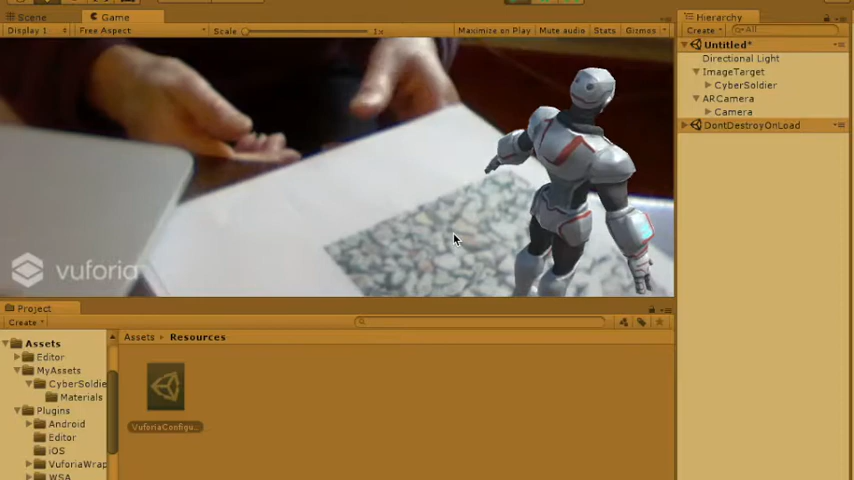 Scene
Game
Hierarchy
Display 1
Free Aspect
Scale
1x
Maximize on Play
Mute audio
Stats
Gizmos
Create
All
Untitled*
Directional Light
ImageTarget
CyberSoldier
ARCamera
Camera
DontDestroyOnLoad
vuforia
Project
Create
Assets
Editor
MyAssets
CyberSoldie
Materials
Plugins
Android
Editor
iOS
VuforiaWrap
WSA
Assets ▸ Resources
VuforiaConfigu...